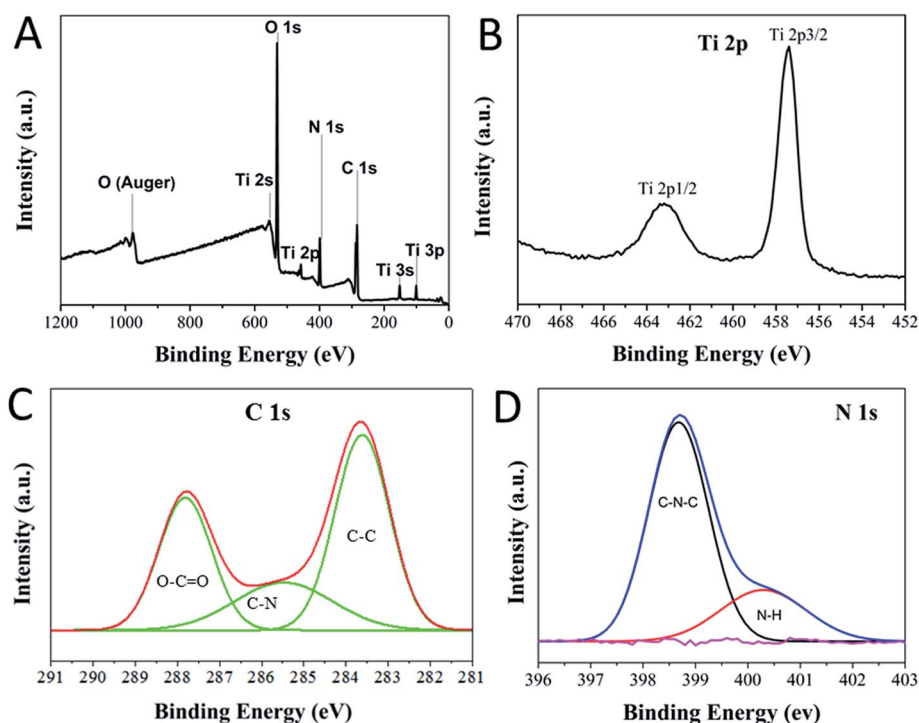 A
O 1s
N 1s
C 1s
O (Auger)
Ti 2s
Ti 2p
Ti 3s
Ti 3p
Intensity (a.u.)
1200 1000 800 600 400 200 0
Binding Energy (eV)
B
Ti 2p
Ti 2p3/2
Ti 2p1/2
Intensity (a.u.)
470 468 466 464 462 460 458 456 454 452
Binding Energy (eV)
C
C 1s
C-C
O-C=O
C-N
Intensity (a.u.)
291 290 289 288 287 286 285 284 283 282 281
Binding Energy (eV)
D
N 1s
C-N-C
N-H
Intensity (a.u.)
396 397 398 399 400 401 402 403
Binding Energy (ev)